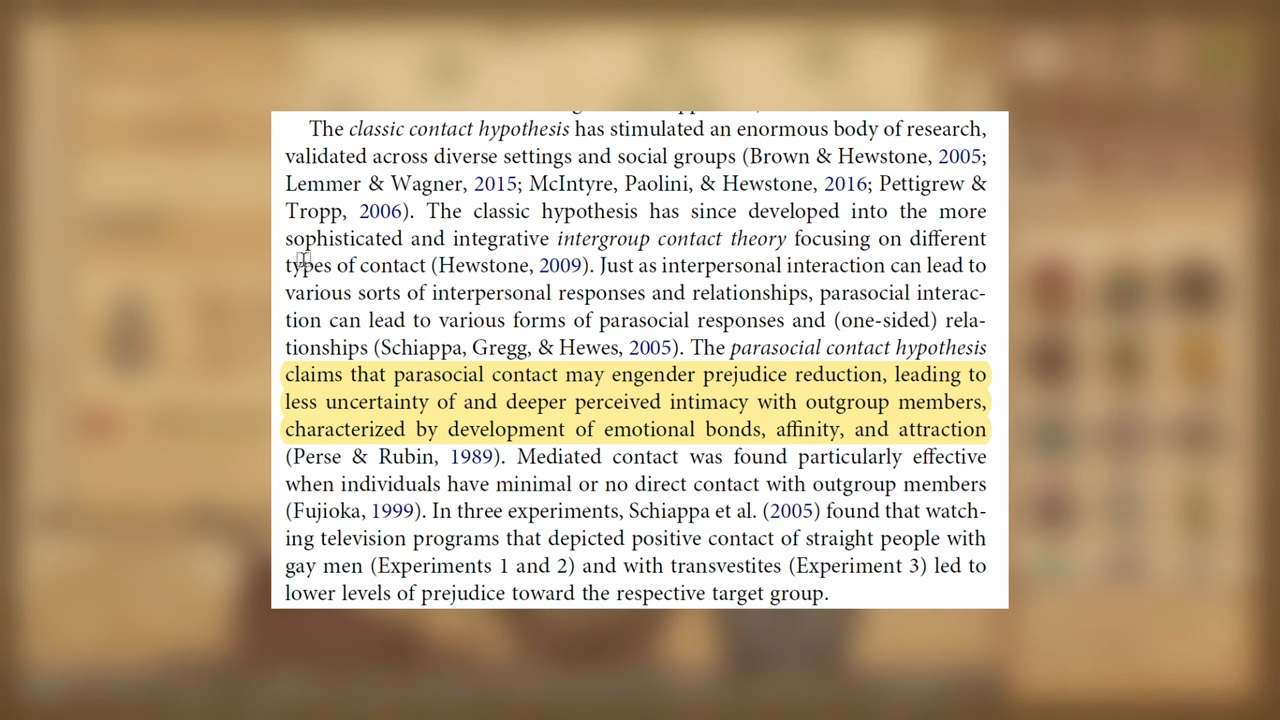 The classic contact hypothesis has stimulated an enormous body of research,
validated across diverse settings and social groups (Brown & Hewstone, 2005;
Lemmer & Wagner, 2015; McIntyre, Paolini, & Hewstone, 2016; Pettigrew &
Tropp, 2006). The classic hypothesis has since developed into the more
sophisticated and integrative intergroup contact theory focusing on different
types of contact (Hewstone, 2009). Just as interpersonal interaction can lead to
various sorts of interpersonal responses and relationships, parasocial interac-
tion can lead to various forms of parasocial responses and (one-sided) rela-
tionships (Schiappa, Gregg, & Hewes, 2005). The parasocial contact hypothesis
claims that parasocial contact may engender prejudice reduction, leading to
less uncertainty of and deeper perceived intimacy with outgroup members,
characterized by development of emotional bonds, affinity, and attraction
(Perse & Rubin, 1989). Mediated contact was found particularly effective
when individuals have minimal or no direct contact with outgroup members
(Fujioka, 1999). In three experiments, Schiappa et al. (2005) found that watch-
ing television programs that depicted positive contact of straight people with
gay men (Experiments 1 and 2) and with transvestites (Experiment 3) led to
lower levels of prejudice toward the respective target group.